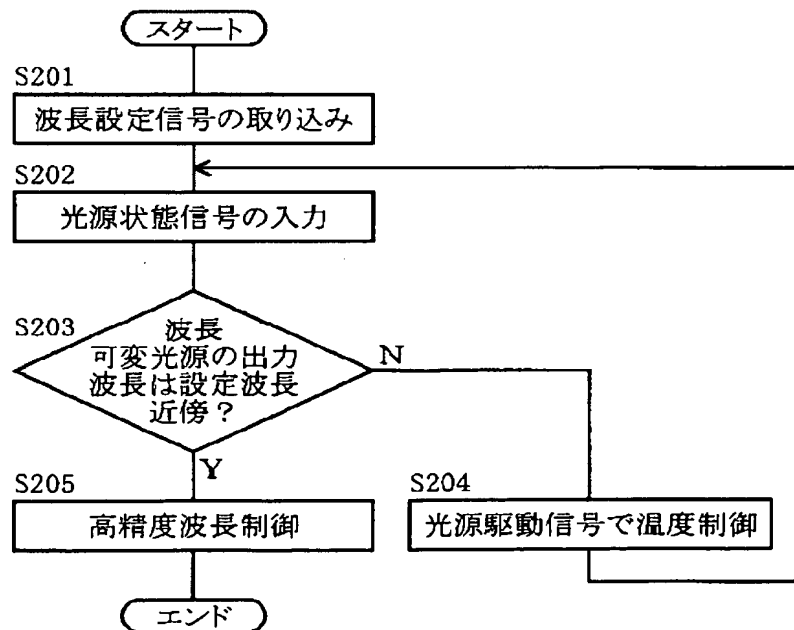 スタート
S201
波長設定信号の取り込み
S202
光源状態信号の入力
S203
波長
可変光源の出力
波長は設定波長
近傍？
N
Y
S205
高精度波長制御
S204
光源駆動信号で温度制御
エンド